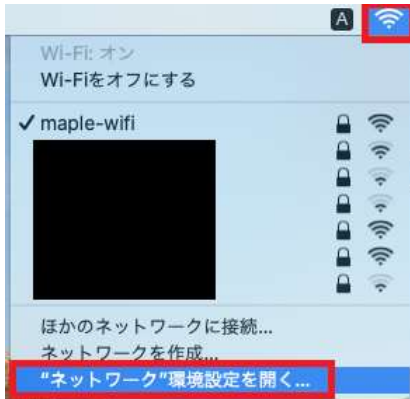 A
Wi-Fi: オン
Wi-Fiをオフにする
✓ maple-wifi
ほかのネットワークに接続...
ネットワークを作成...
“ネットワーク”環境設定を開く...